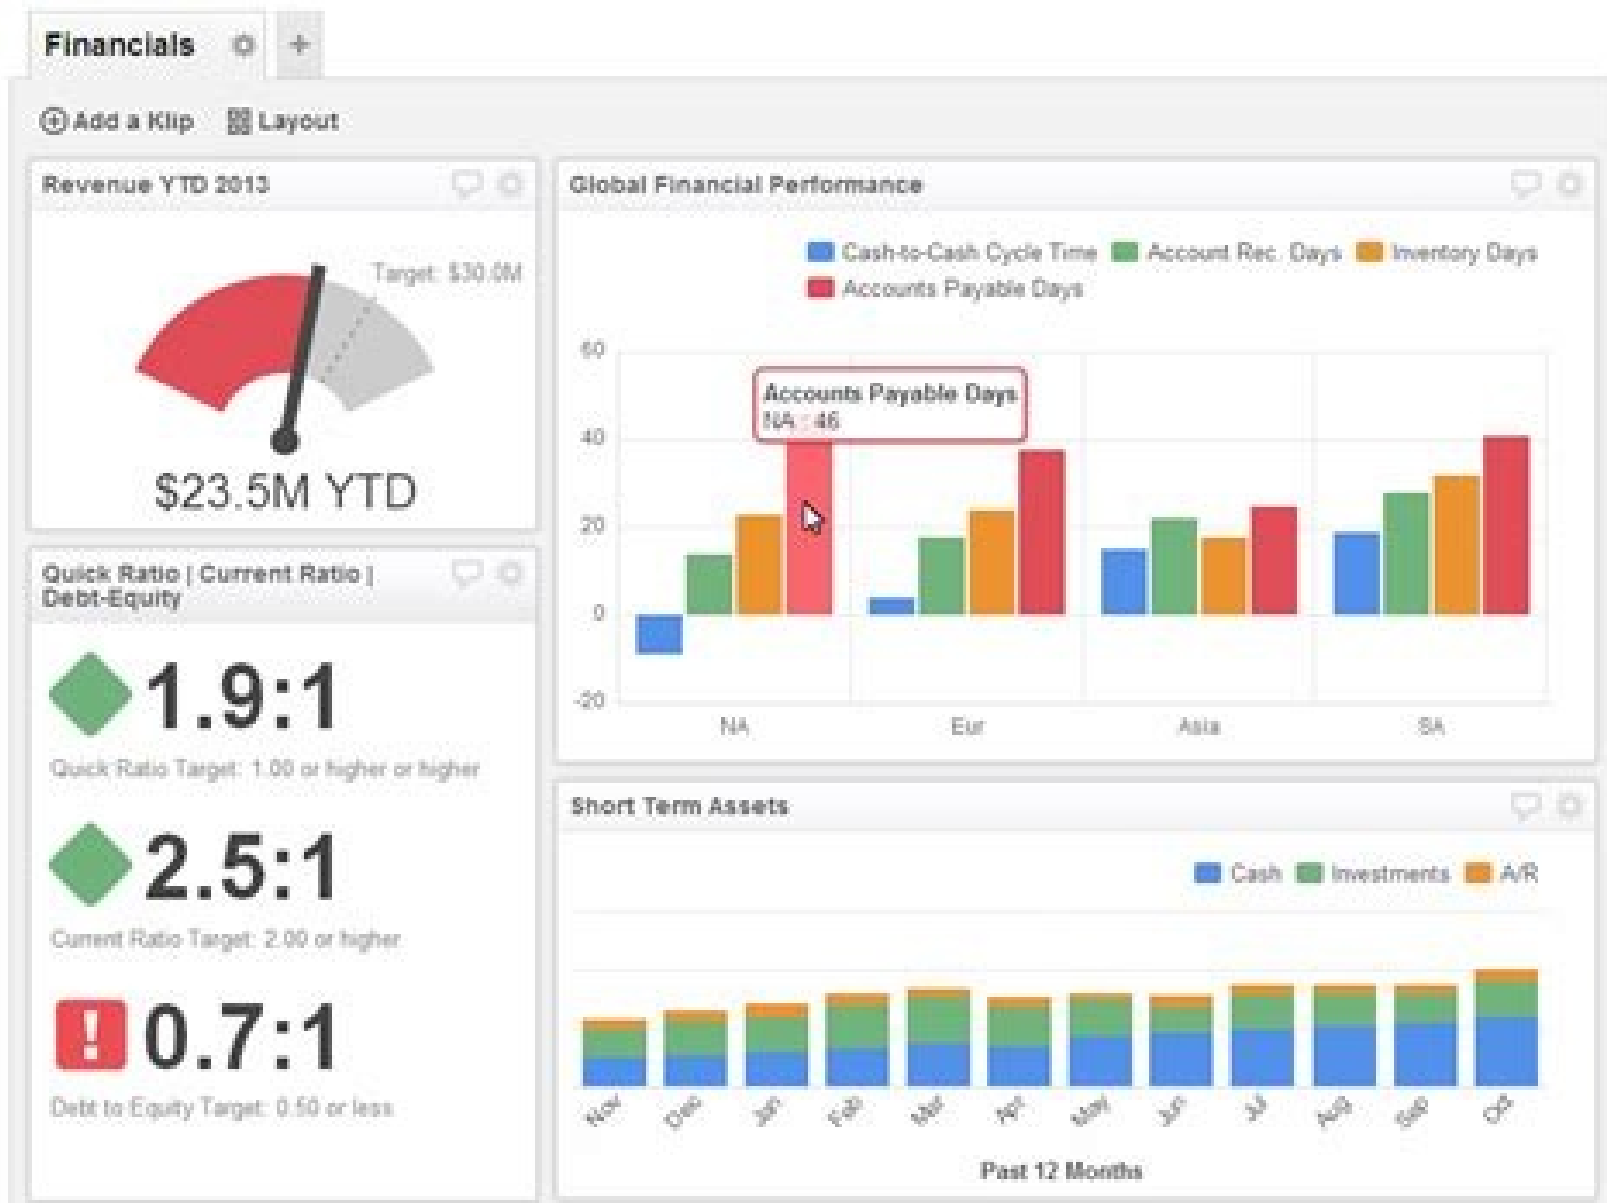 Financials
+
Add a Klip Layout
Revenue YTD 2013
Target: $30.0M
$23.5M YTD
Quick Ratio | Current Ratio |
Debt-Equity
1.9:1
Quick Ratio Target: 1.00 or higher or higher
2.5:1
Current Ratio Target: 2.00 or higher
! 0.7:1
Debt to Equity Target: 0.50 or less
Global Financial Performance
Cash-to-Cash Cycle Time Account Rec. Days Inventory Days
Accounts Payable Days
60
Accounts Payable Days
NA : 46
40
20
0
-20
NA Eur Asia SA
Short Term Assets
Cash Investments A/R
Nov Dec Jan Feb Mar Apr May Jun Jul Aug Sep Oct
Past 12 Months